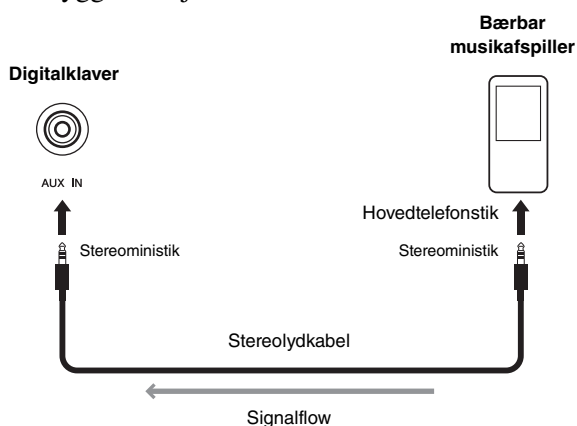 Bærbar
musikafspiller
Digitalklaver
AUX IN
Hovedtelefonstik
Stereoministik
Stereoministik
Stereolydkabel
Signalflow